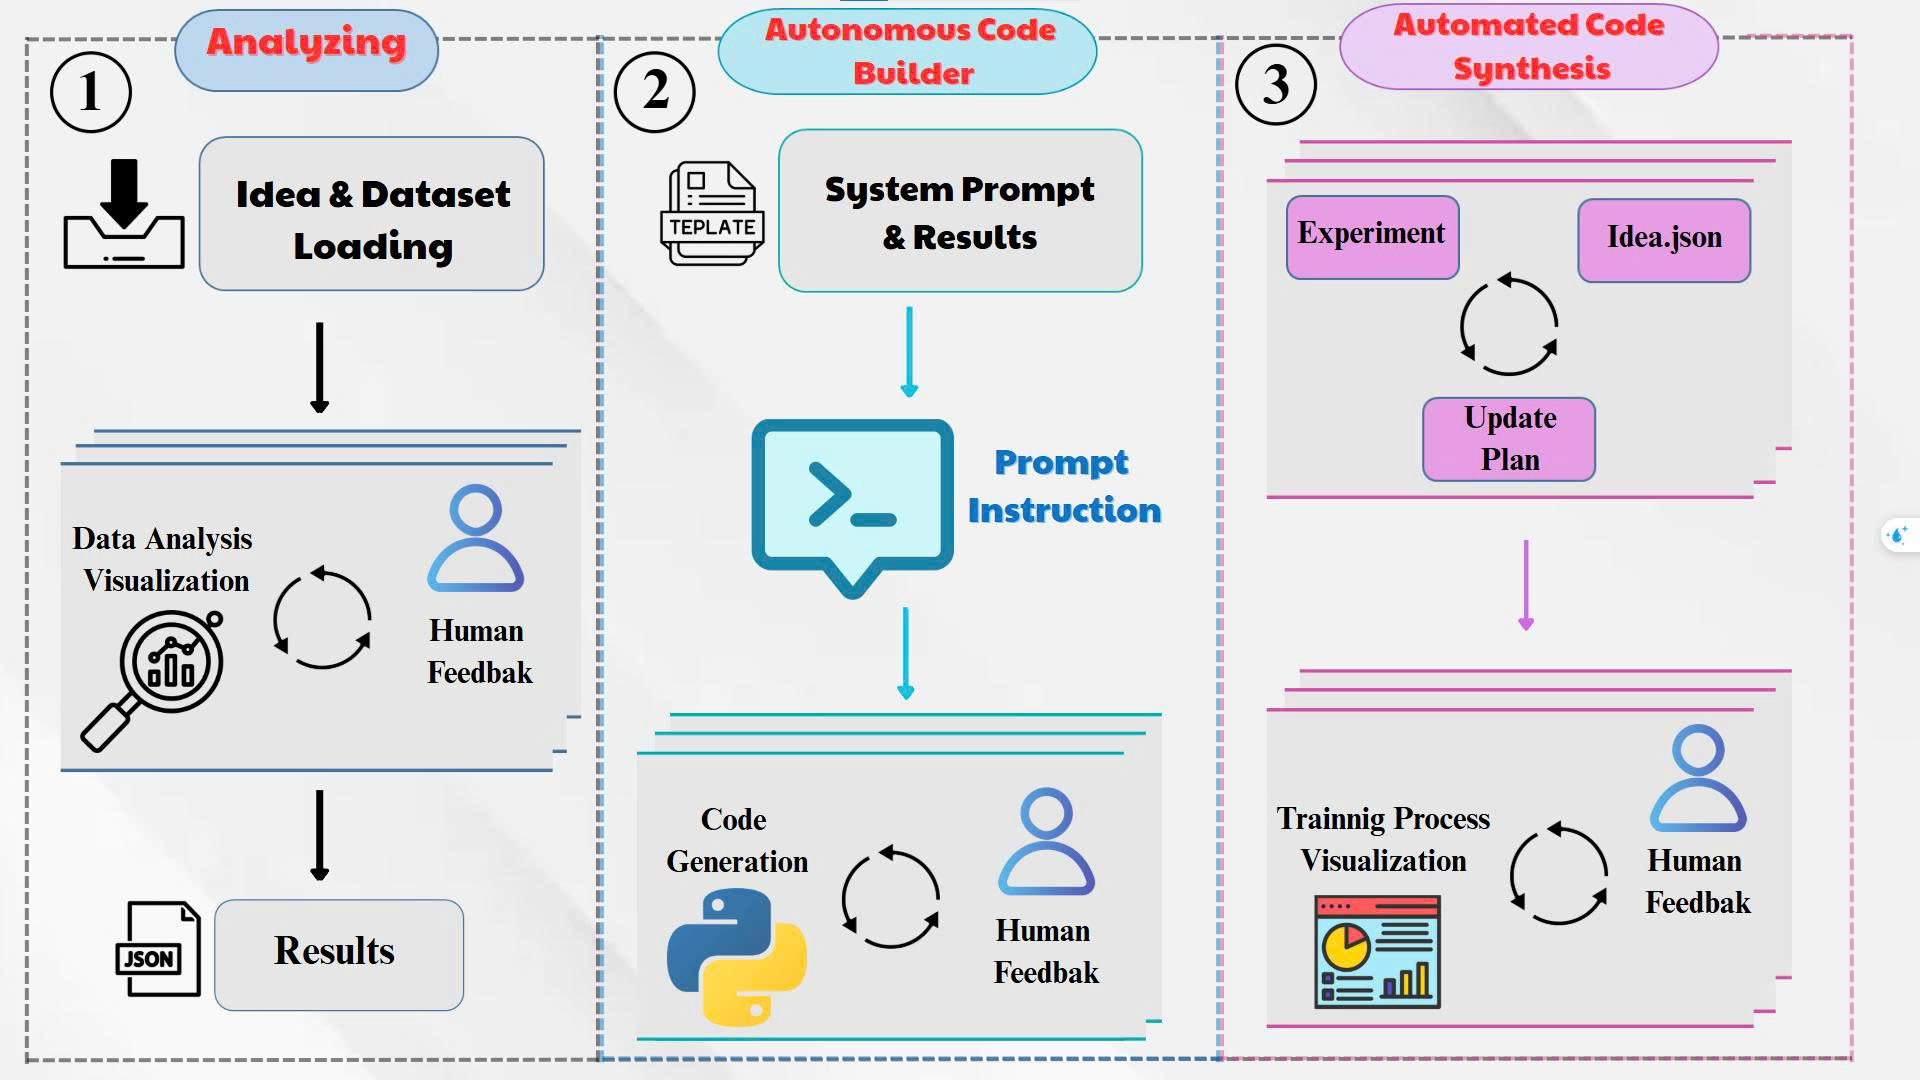 Analyzing
1
Idea & Dataset
Loading
Data Analysis
Visualization
Human
Feedbak
JSON
Results
Autonomous Code
Builder
2
TEPLATE
System Prompt
& Results
Prompt
Instruction
Code
Generation
Human
Feedbak
Automated Code
Synthesis
3
Experiment
Idea.json
Update
Plan
Trainnig Process
Visualization
Human
Feedbak